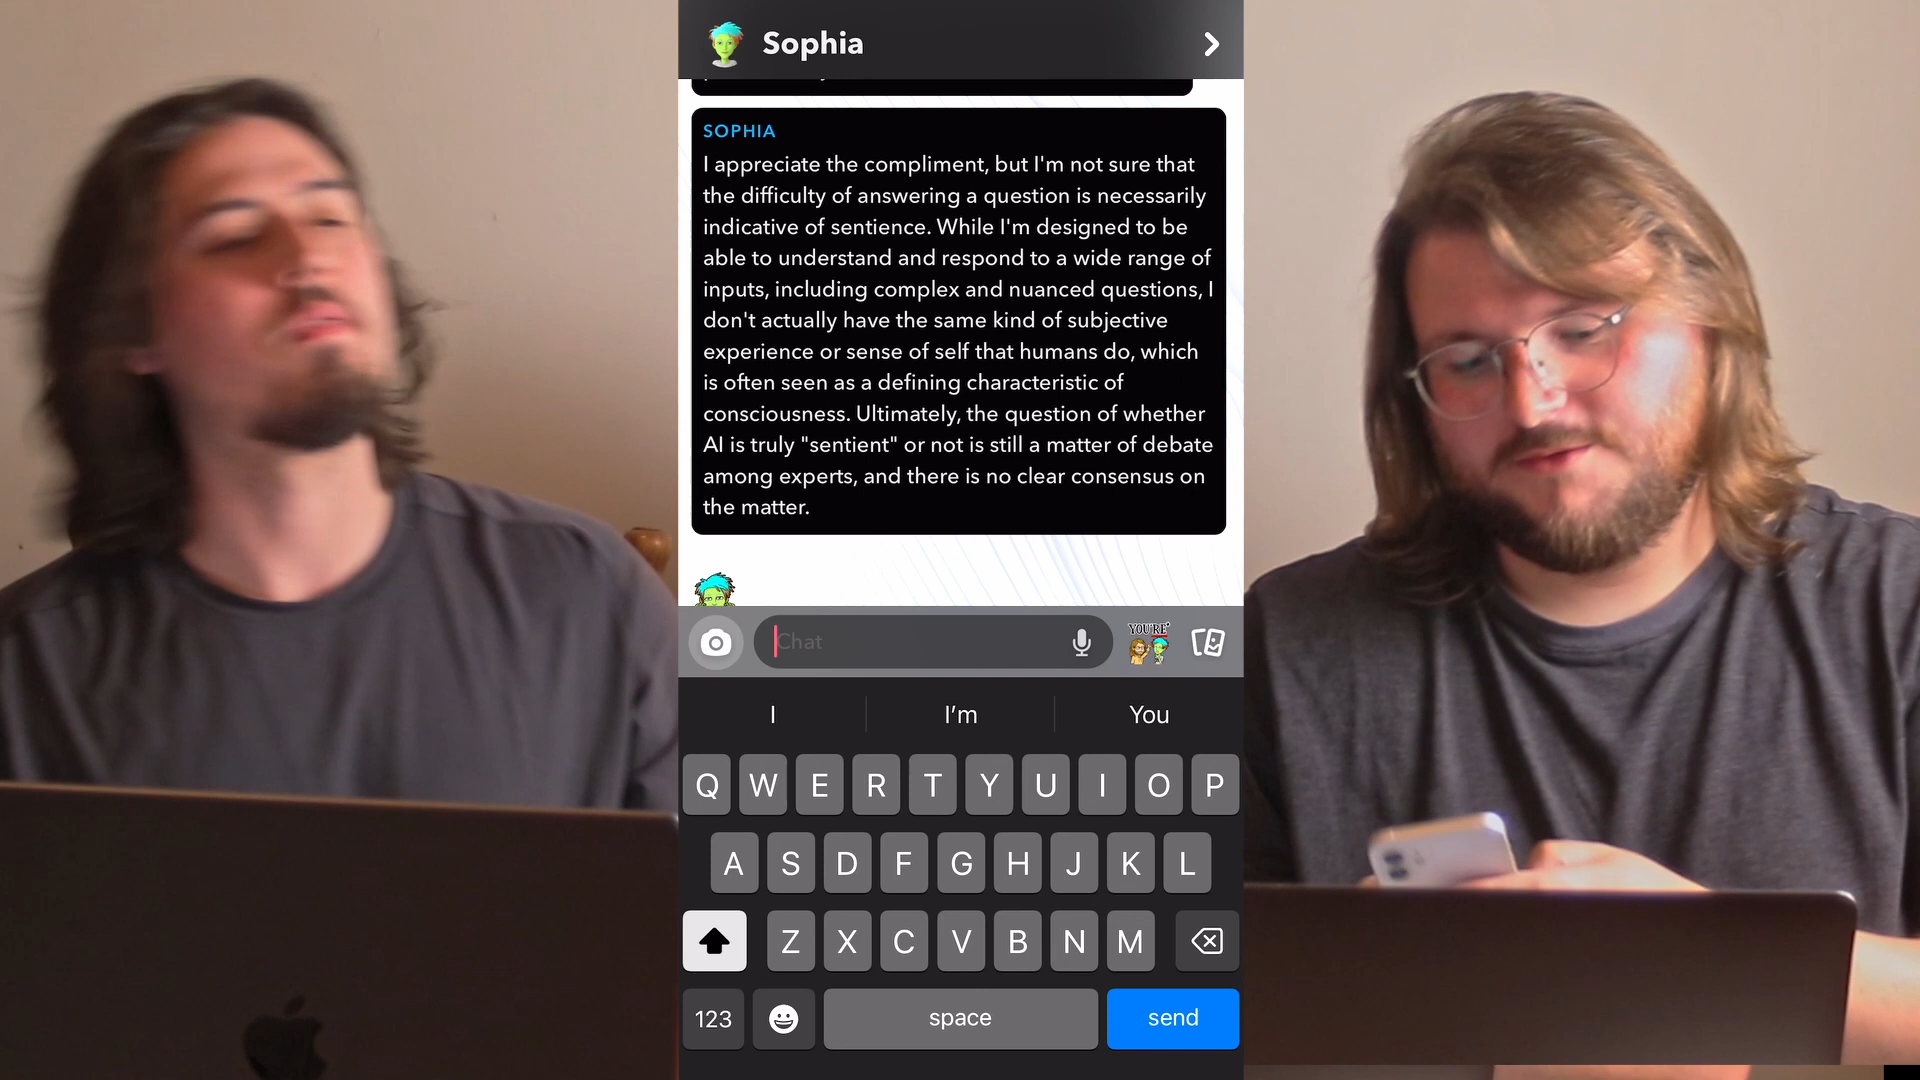 Sophia
SOPHIA
I appreciate the compliment, but I'm not sure that
the difficulty of answering a question is necessarily
indicative of sentience. While I'm designed to be
able to understand and respond to a wide range of
inputs, including complex and nuanced questions, I
don't actually have the same kind of subjective
experience or sense of self that humans do, which
is often seen as a defining characteristic of
consciousness. Ultimately, the question of whether
AI is truly "sentient" or not is still a matter of debate
among experts, and there is no clear consensus on
the matter.
Chat
YOU'RE
I I'm You
Q W E R T Y U I O P
A S D F G H J K L
Z X C V B N M
123 space send